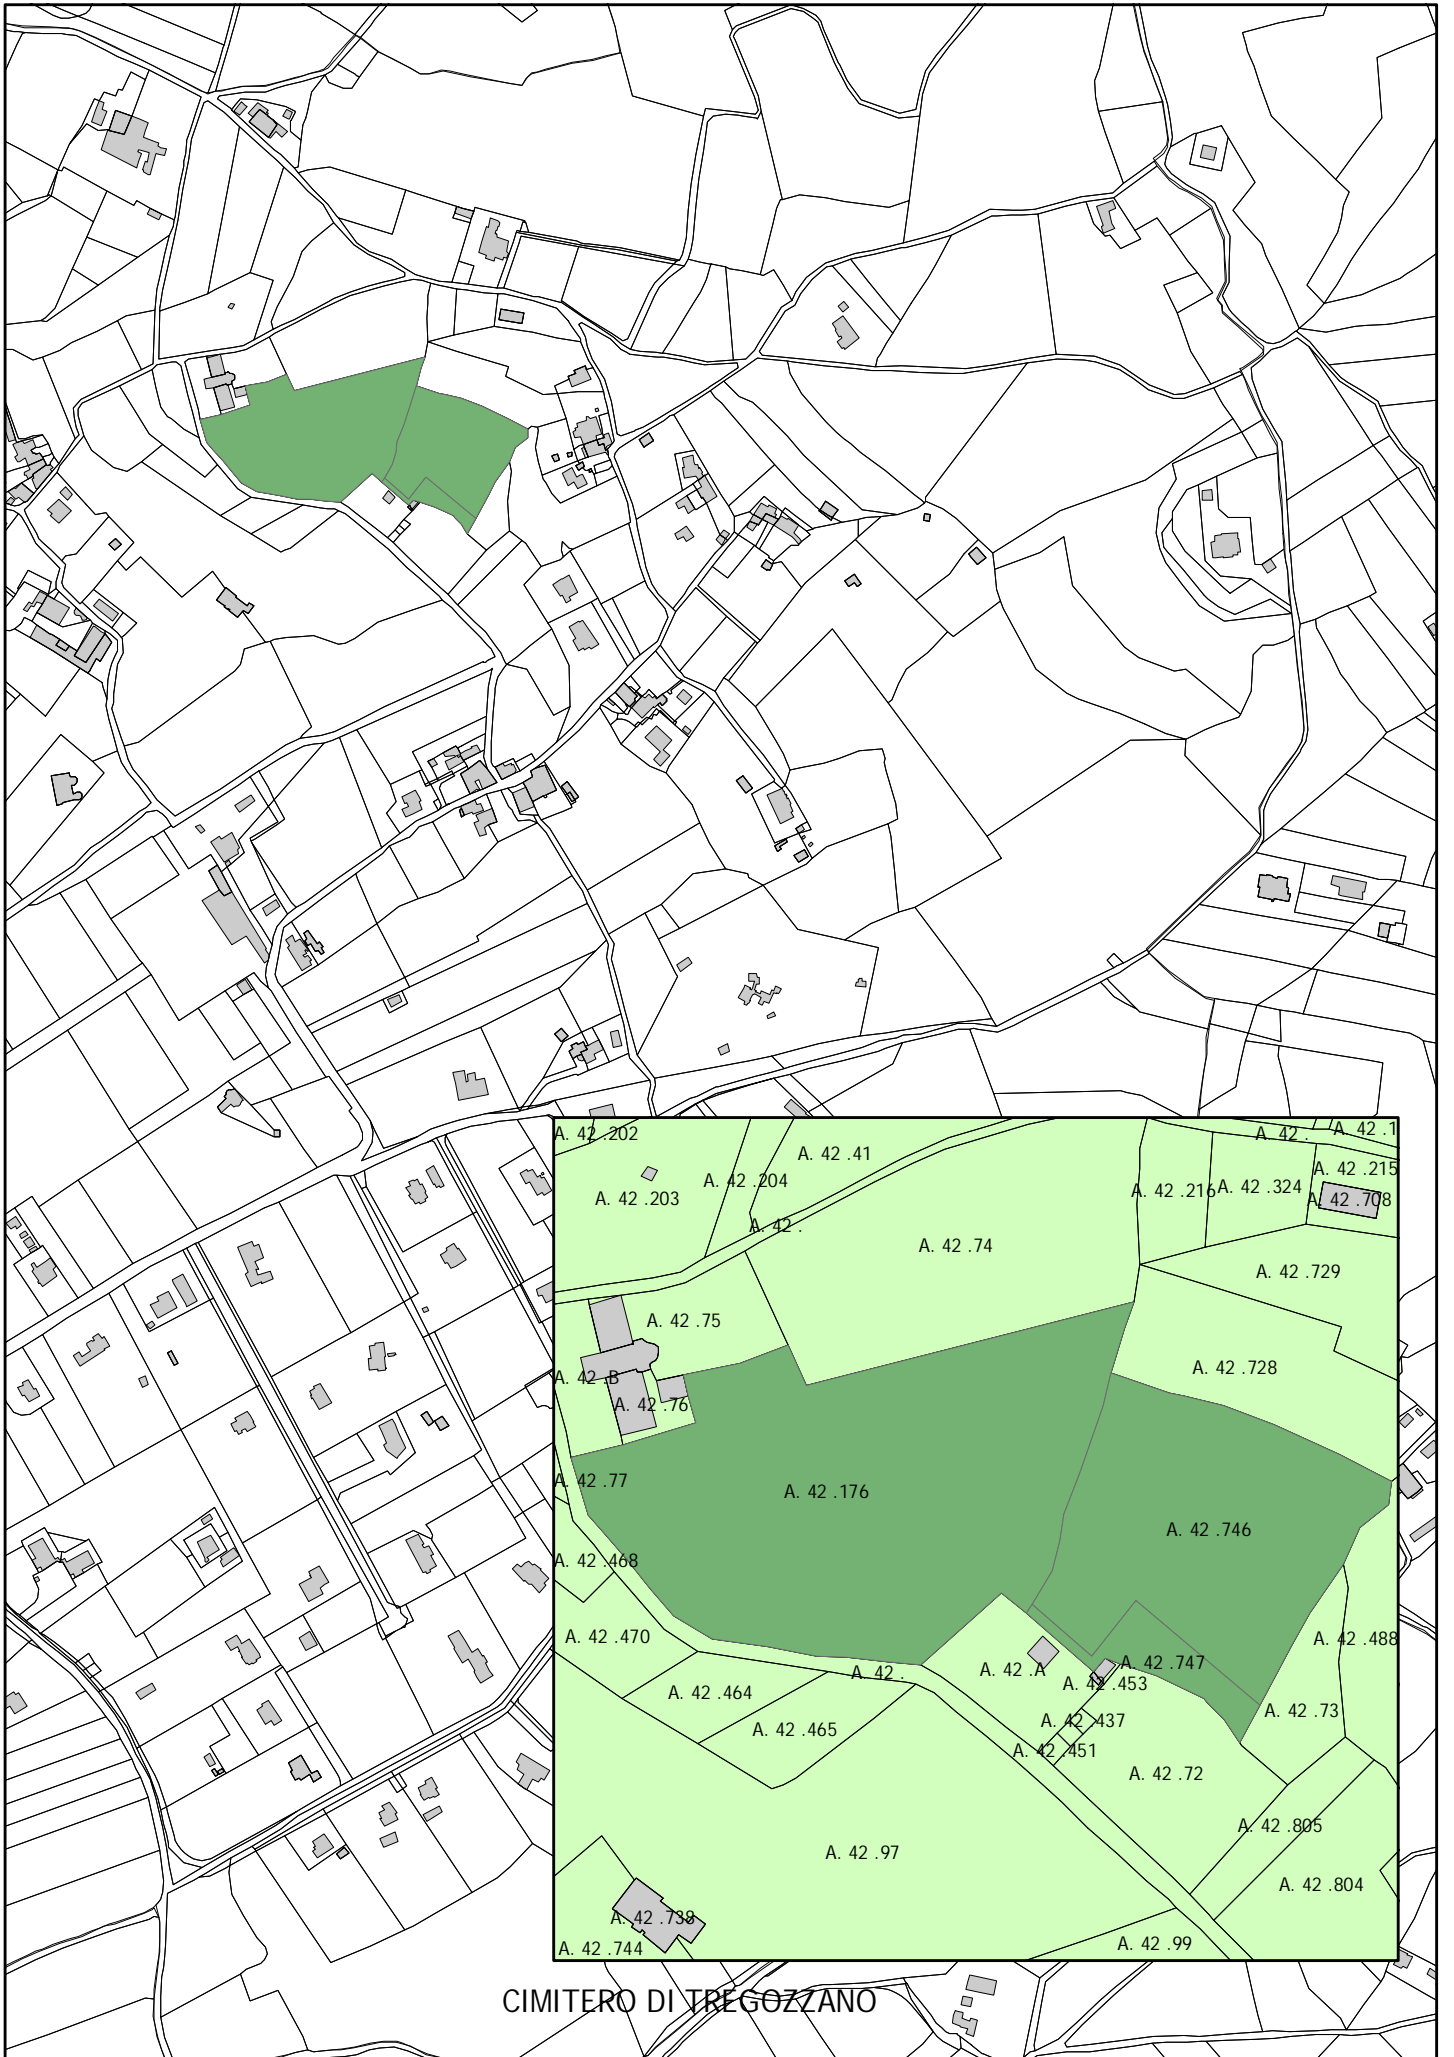 A. 42 .202
A. 42 .
A. 42 .1
A. 42 .41
A. 42 .215
A. 42 .204
A. 42 .203
A. 42 .216
A. 42 .324
A. 42 .708
A. 42 .
A. 42 .74
A. 42 .729
A. 42 .75
A. 42 .728
A. 42 .B
A. 42 .76
A. 42 .77
A. 42 .176
A. 42 .746
A. 42 .468
A. 42 .470
A. 42 .488
A. 42 .
A. 42 .A
A. 42 .747
A. 42 .453
A. 42 .464
A. 42 .73
A. 42 .465
A. 42 .437
A. 42 .451
A. 42 .72
A. 42 .805
A. 42 .97
A. 42 .804
A. 42 .738
A. 42 .744
A. 42 .99
CIMITERO DI TREGOZZANO